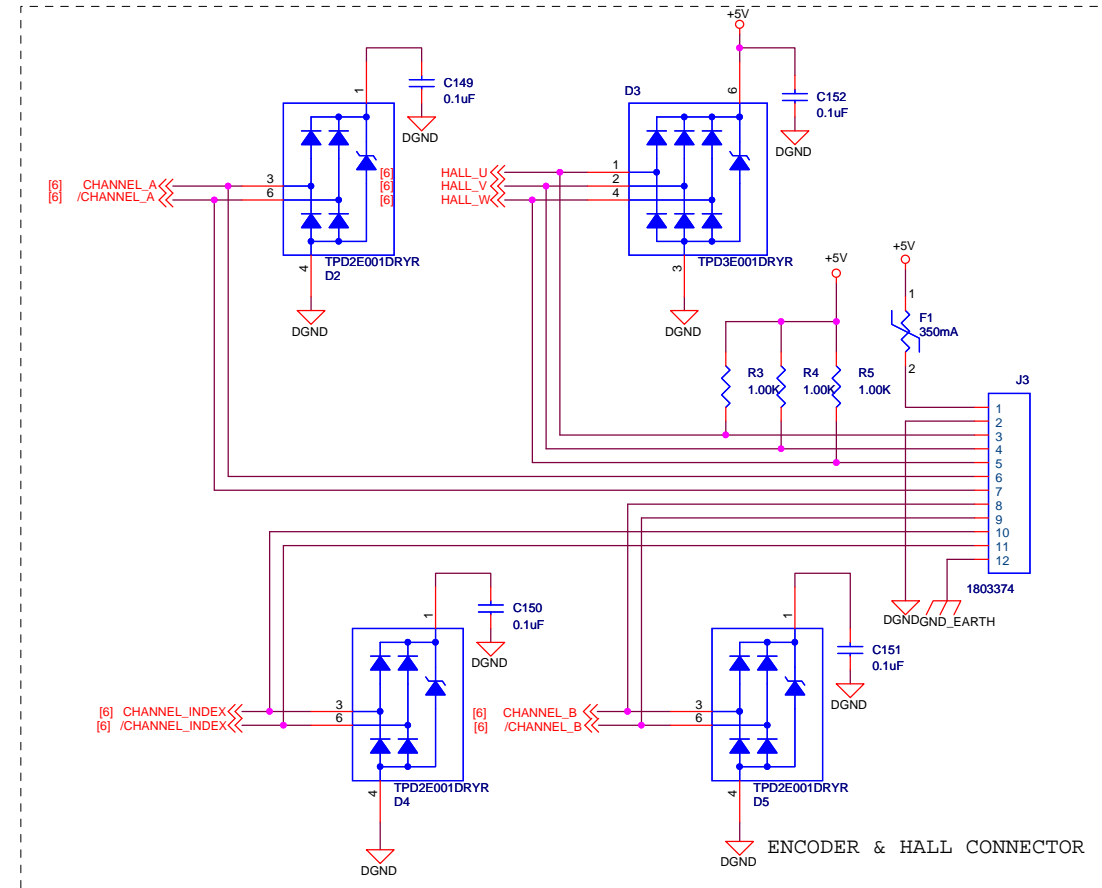 +5V
C149
0.1uF
1
D3
6
C152
0.1uF
DGND
DGND
[6] CHANNEL_A
3
[6] /CHANNEL_A
6
[6] HALL_U
1
[6] HALL_V
2
[6] HALL_W
4
4
TPD2E001DRYR
D2
3
TPD3E001DRYR
+5V
+5V
DGND
DGND
1
F1
350mA
2
R3
1.00K
R4
1.00K
R5
1.00K
J3
1
2
3
4
5
6
7
8
9
10
11
12
1803374
DGND
GND_EARTH
1
C150
0.1uF
1
C151
0.1uF
DGND
DGND
[6] CHANNEL_INDEX
3
[6] /CHANNEL_INDEX
6
[6] CHANNEL_B
3
[6] /CHANNEL_B
6
4
TPD2E001DRYR
D4
4
TPD2E001DRYR
D5
DGND
DGND
ENCODER & HALL CONNECTOR